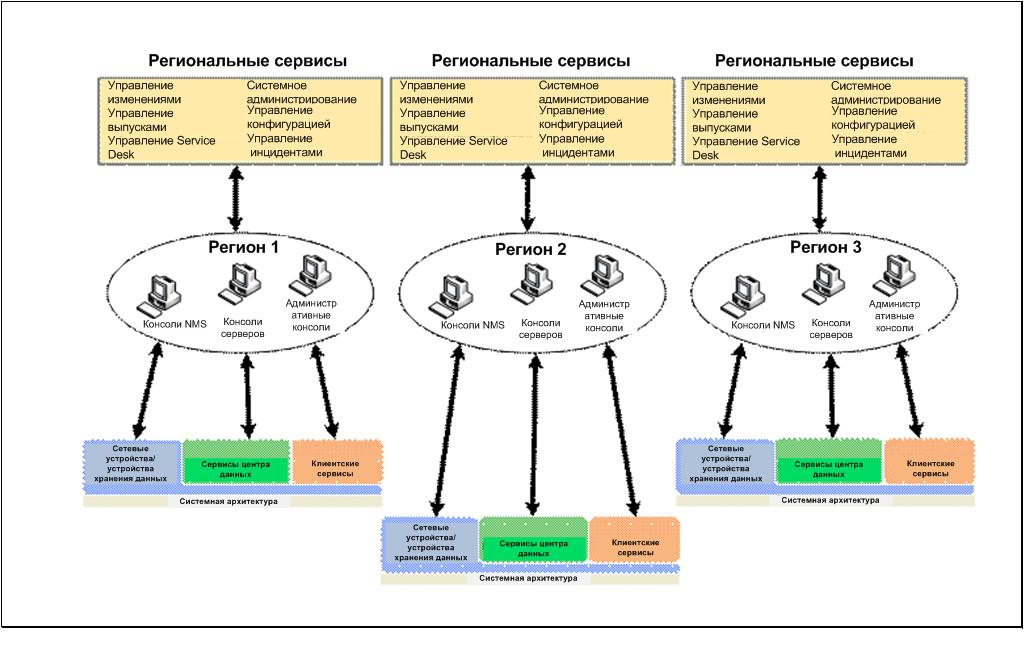 Региональные сервисы
Управление
изменениями
Управление
выпусками
Управление Service
Desk
Системное
администрирование
Управление
конфигурацией
Управление
инцидентами
Региональные сервисы
Управление
изменениями
Управление
выпусками
Управление Service
Desk
Системное
администрирование
Управление
конфигурацией
Управление
инцидентами
Региональные сервисы
Управление
изменениями
Управление
выпусками
Управление Service
Desk
Системное
администрирование
Управление
конфигурацией
Управление
инцидентами
Регион 1
Консоли NMS
Консоли
серверов
Администр
ативные
консоли
Регион 2
Консоли NMS
Консоли
серверов
Администр
ативные
консоли
Регион 3
Консоли NMS
Консоли
серверов
Администр
ативные
консоли
Сетевые
устройства/
устройства
хранения данных
Сервисы центра
данных
Клиентские
сервисы
Системная архитектура
Сетевые
устройства/
устройства
хранения данных
Сервисы центра
данных
Клиентские
сервисы
Системная архитектура
Сетевые
устройства/
устройства
хранения данных
Сервисы центра
данных
Клиентские
сервисы
Системная архитектура